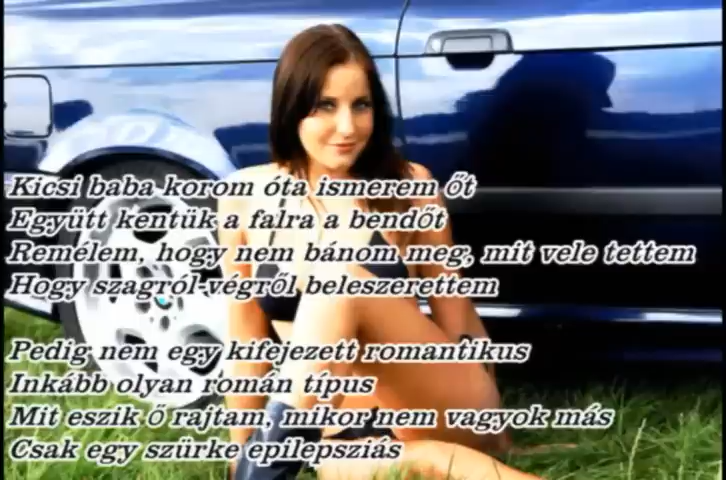 Kicsi baba korom óta ismerem őt
Együtt kentük a falra a bendőt
Remélem, hogy nem bánom meg, mit vele tettem
Hogy szagról-végről beleszerettem
Pedig nem egy kifejezett romantikus
Inkább olyan román típus
Mit eszik ő rajtam, mikor nem vagyok más
Csak egy szürke epilepsziás